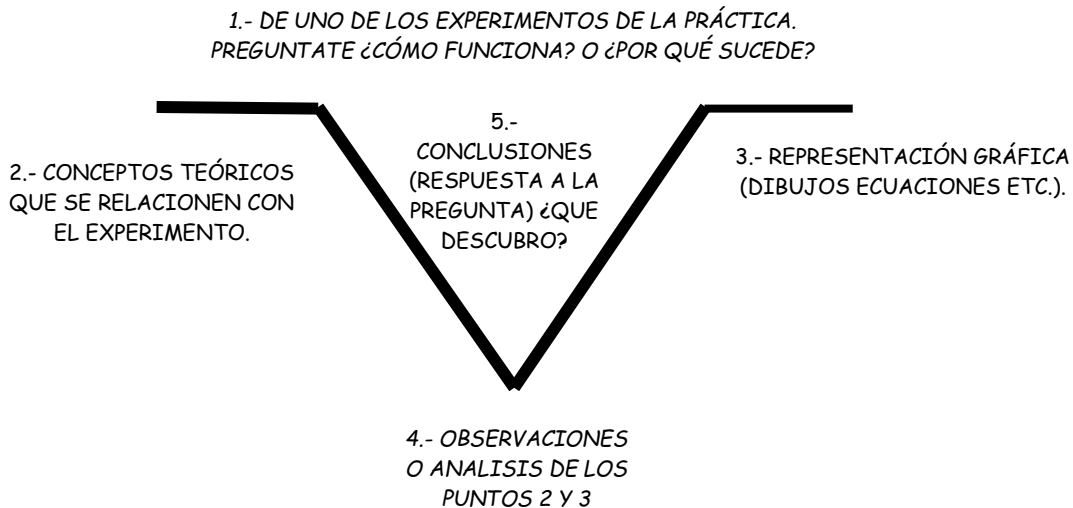 1.- DE UNO DE LOS EXPERIMENTOS DE LA PRÁCTICA.
PREGUNTATE ¿CÓMO FUNCIONA? O ¿POR QUÉ SUCEDE?
5.-
CONCLUSIONES
(RESPUESTA A LA
PREGUNTA) ¿QUE
DESCUBRO?
2.- CONCEPTOS TEÓRICOS
QUE SE RELACIONEN CON
EL EXPERIMENTO.
3.- REPRESENTACIÓN GRÁFICA
(DIBUJOS ECUACIONES ETC.).
4.- OBSERVACIONES
O ANALISIS DE LOS
PUNTOS 2 Y 3